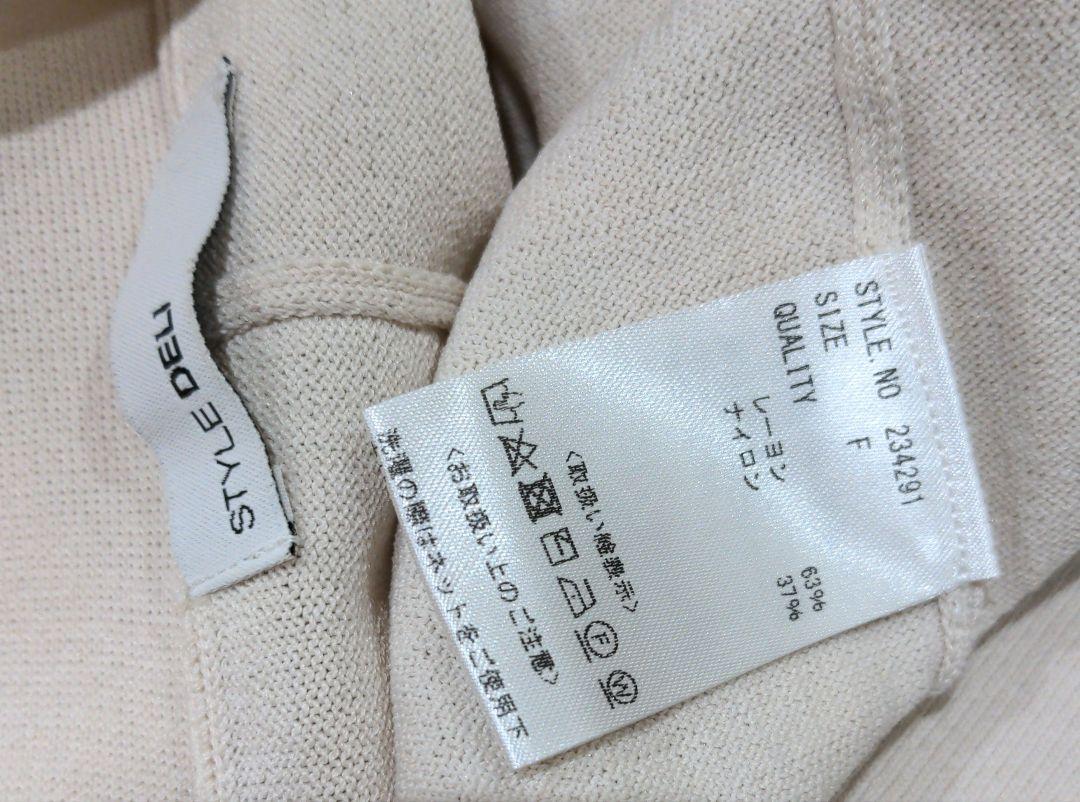 STYLE DELI
STYLE.NO 234291
SIZE F
QUALITY
レーヨン 63%
ナイロン 37%
<取扱い絵表示>
F W
<お取扱い上のご注意>
洗濯の際はネットをご使用下